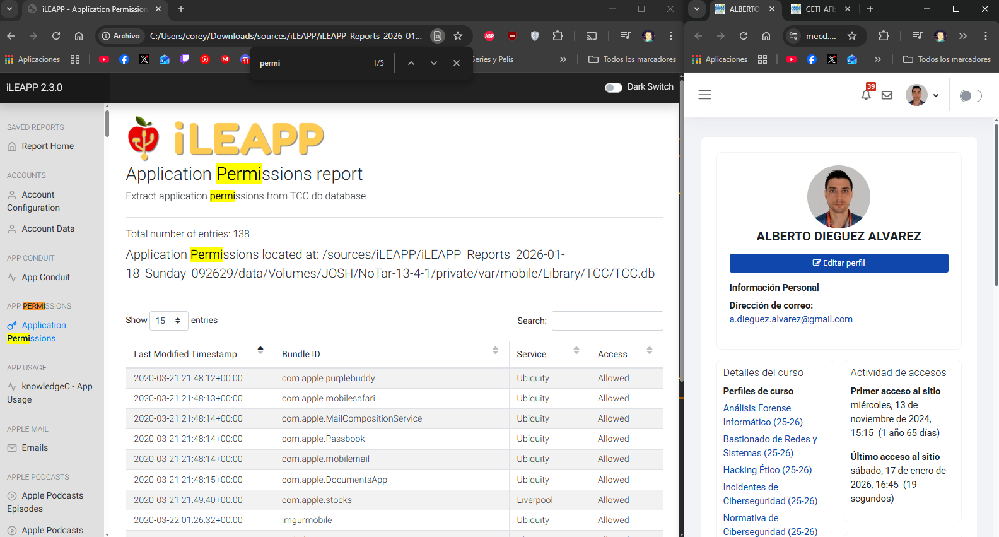 iLEAPP - Application Permission
ALBERTO
CETI_AFI:
Archivo
C:/Users/corey/Downloads/sources/iLEAPP/iLEAPP_Reports_2026-01...
ABP
mecd....
Aplicaciones
11
Series y Pelis
Todos los marcadores
Aplicaciones
Todos los marcadores
permi
1/5
iLEAPP 2.3.0
Dark Switch
SAVED REPORTS
Report Home
ACCOUNTS
Account
Configuration
Account Data
APP CONDUIT
App Conduit
APP PERMISSIONS
Application
Permissions
APP USAGE
knowledgeC - App
Usage
APPLE MAIL
Emails
APPLE PODCASTS
Apple Podcasts
Episodes
Apple Podcasts
iLEAPP
Application Permissions report
Extract application permissions from TCC.db database
Total number of entries: 138
Application Permissions located at: /sources/iLEAPP/iLEAPP_Reports_2026-01-
18_Sunday_092629/data/Volumes/JOSH/NoTar-13-4-1/private/var/mobile/Library/TCC/TCC.db
Show 15 entries
Search:
Last Modified Timestamp Bundle ID Service Access
2020-03-21 21:48:12+00:00 com.apple.purplebuddy Ubiquity Allowed
2020-03-21 21:48:13+00:00 com.apple.mobilesafari Ubiquity Allowed
2020-03-21 21:48:14+00:00 com.apple.MailCompositionService Ubiquity Allowed
2020-03-21 21:48:14+00:00 com.apple.Passbook Ubiquity Allowed
2020-03-21 21:48:14+00:00 com.apple.mobilemail Ubiquity Allowed
2020-03-21 21:48:15+00:00 com.apple.DocumentsApp Ubiquity Allowed
2020-03-21 21:49:40+00:00 com.apple.stocks Liverpool Allowed
2020-03-22 01:26:32+00:00 imgurmobile Ubiquity Allowed
39
ALBERTO DIEGUEZ ALVAREZ
Editar perfil
Información Personal
Dirección de correo:
a.dieguez.alvarez@gmail.com
Detalles del curso
Perfiles de curso
Análisis Forense
Informático (25-26)
Bastionado de Redes y
Sistemas (25-26)
Hacking Ético (25-26)
Incidentes de
Ciberseguridad (25-26)
Normativa de
Ciberseguridad (25-26)
Actividad de accesos
Primer acceso al sitio
miércoles, 13 de
noviembre de 2024,
15:15 (1 año 65 días)
Último acceso al sitio
sábado, 17 de enero de
2026, 16:45 (19
segundos)